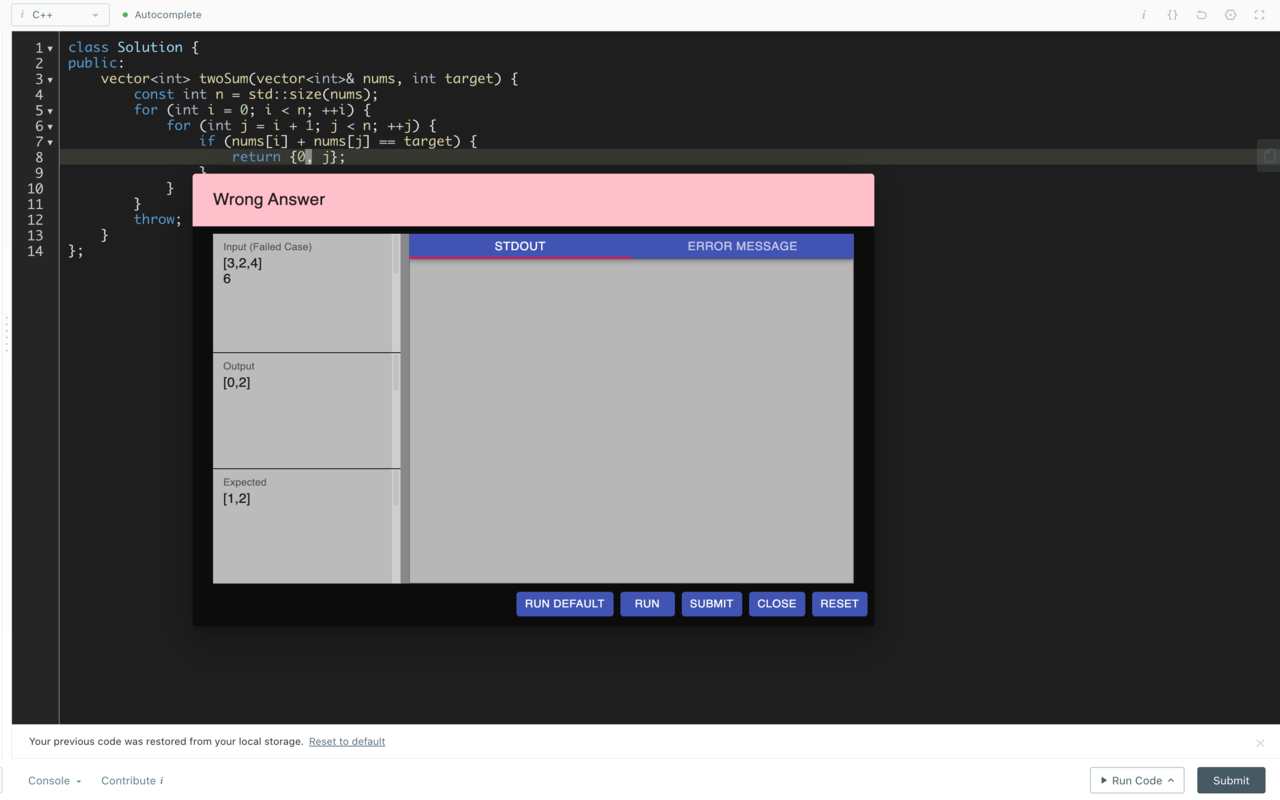 i C++
Autocomplete
i {}
1 class Solution {
2 public:
3 vector<int> twoSum(vector<int>& nums, int target) {
4 const int n = std::size(nums);
5 for (int i = 0; i < n; ++i) {
6 for (int j = i + 1; j < n; ++j) {
7 if (nums[i] + nums[j] == target) {
8 return {0, j};
9 }
10 }
11 }
12 throw;
13 }
14 };
Wrong Answer
Input (Failed Case)
[3,2,4]
6
Output
[0,2]
Expected
[1,2]
STDOUT ERROR MESSAGE
RUN DEFAULT RUN SUBMIT CLOSE RESET
Your previous code was restored from your local storage. Reset to default
Console Contribute i
Run Code Submit